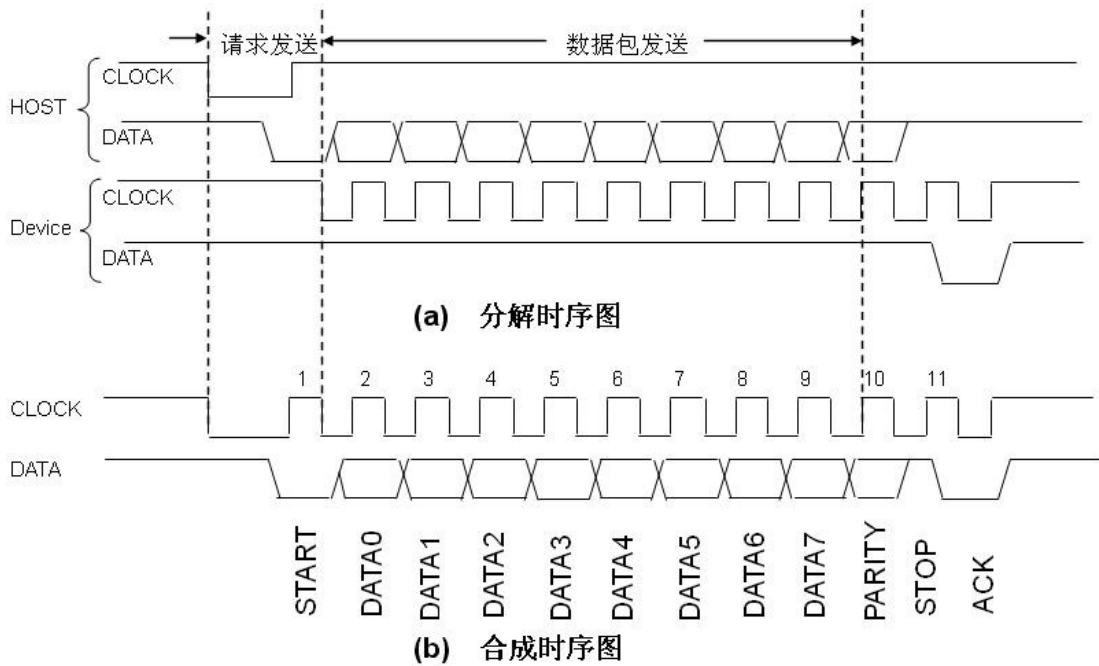 请求发送 数据包发送
CLOCK
HOST
DATA
CLOCK
Device
DATA
(a) 分解时序图
1 2 3 4 5 6 7 8 9 10 11
CLOCK
DATA
START
DATA0
DATA1
DATA2
DATA3
DATA4
DATA5
DATA6
DATA7
PARITY
STOP
ACK
(b) 合成时序图